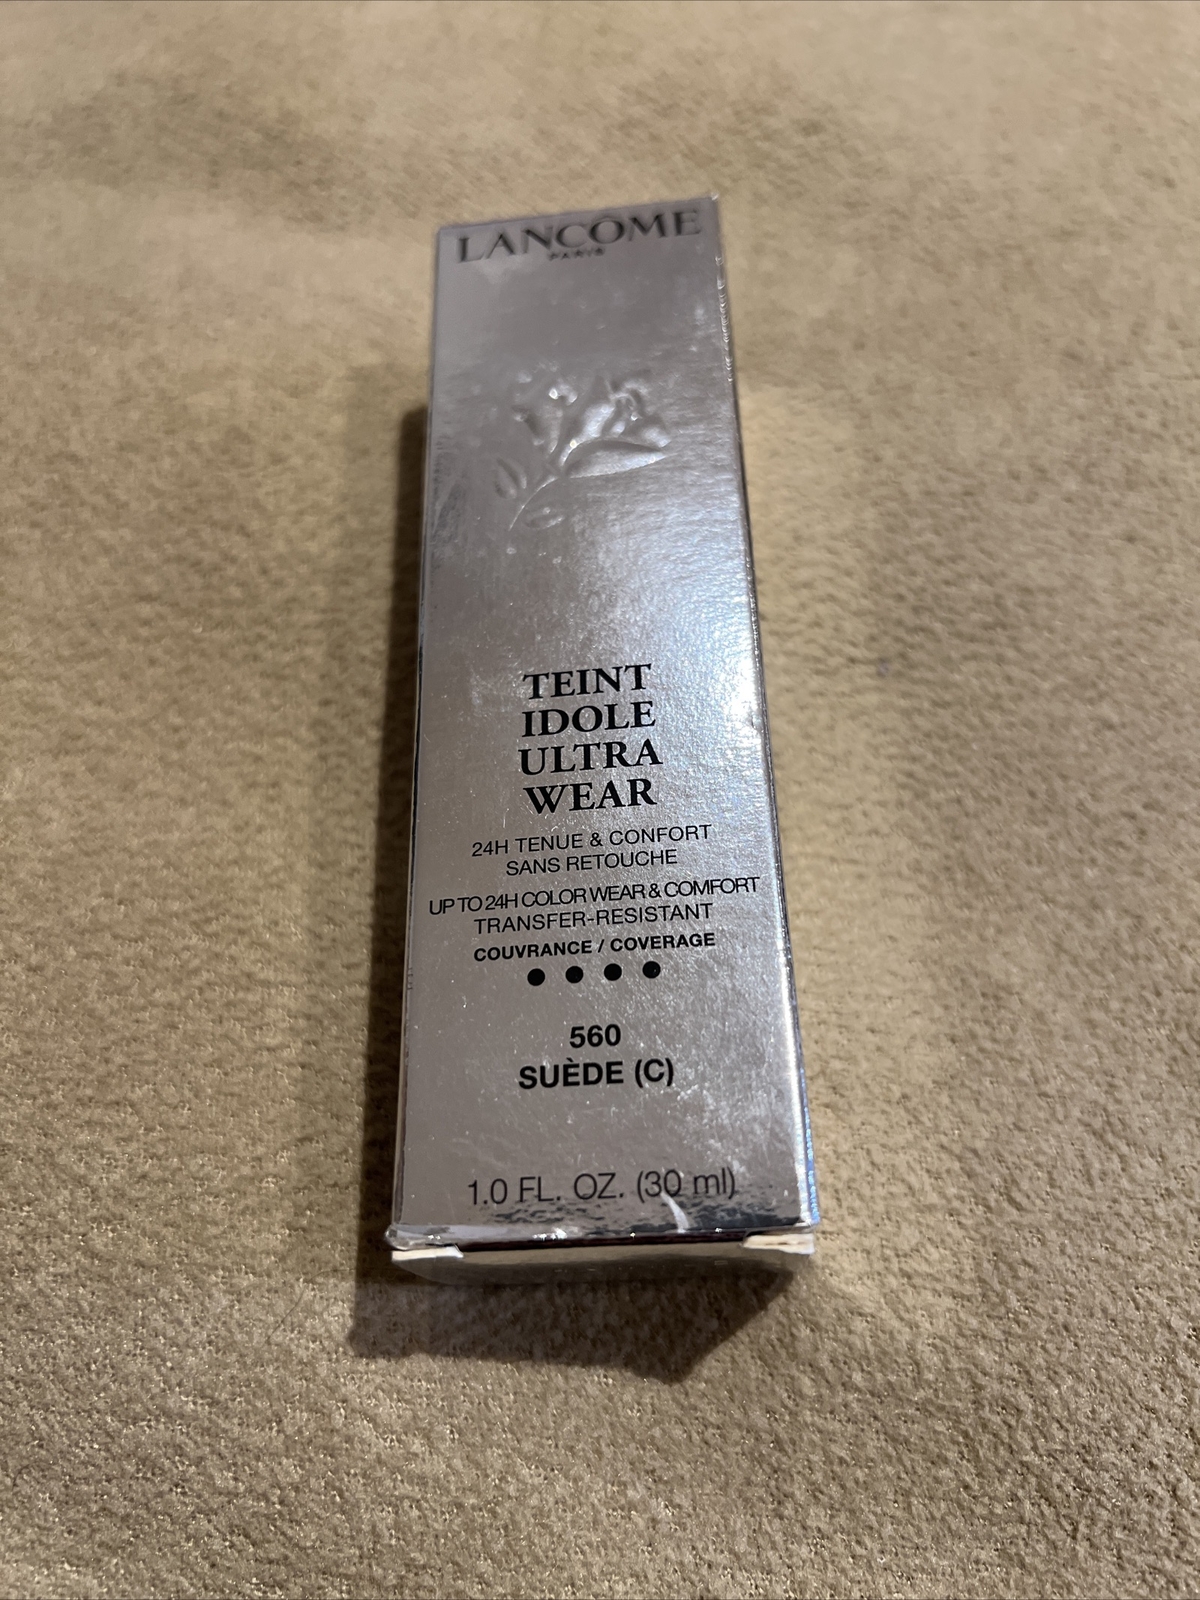 LANCÔME
PARIS
TEINT
IDOLE
ULTRA
WEAR
24H TENUE & CONFORT
SANS RETOUCHE
UP TO 24H COLOR WEAR & COMFORT
TRANSFER-RESISTANT
COUVRANCE / COVERAGE
560
SUÈDE (C)
1.0 FL. OZ. (30 ml)